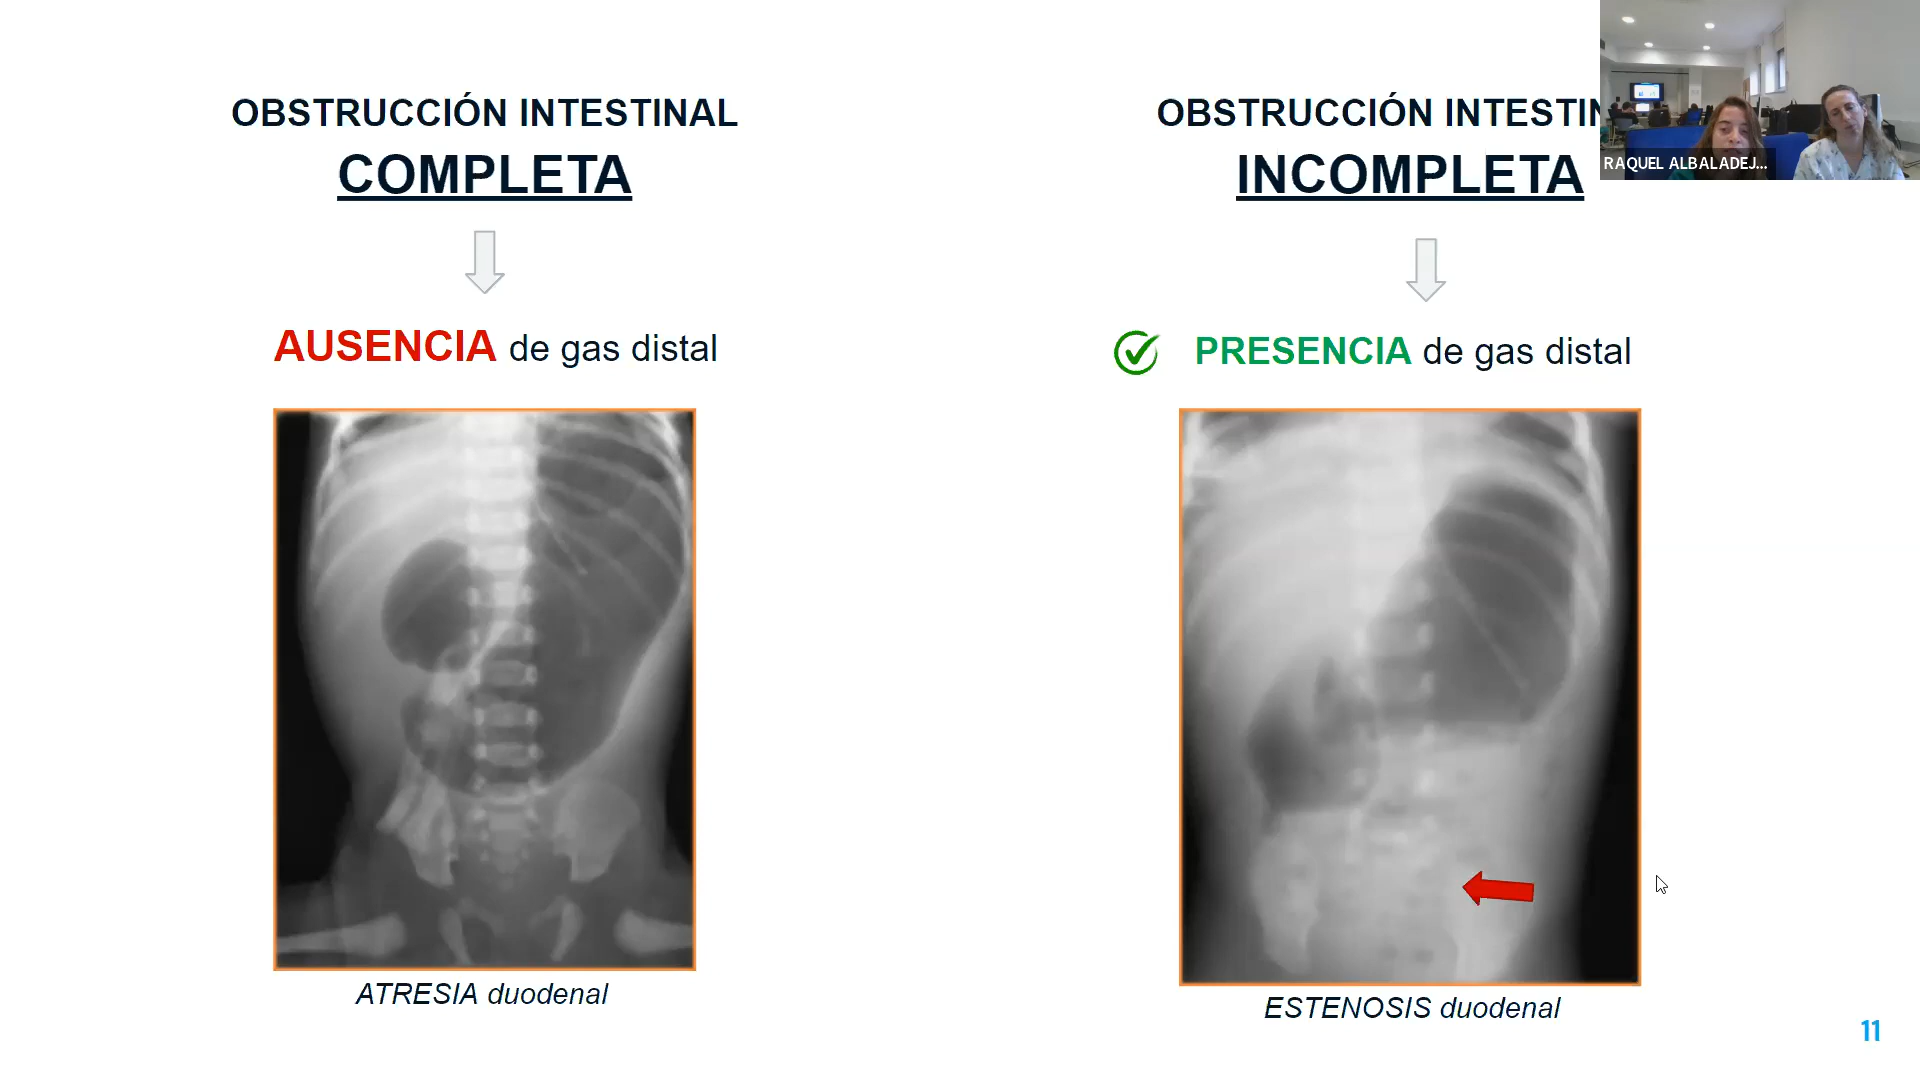 OBSTRUCCIÓN INTESTINAL
COMPLETA
AUSENCIA de gas distal
ATRESIA duodenal
OBSTRUCCIÓN INTESTIN
INCOMPLETA
PRESENCIA de gas distal
ESTENOSIS duodenal
RAQUEL ALBALADEJ...
11